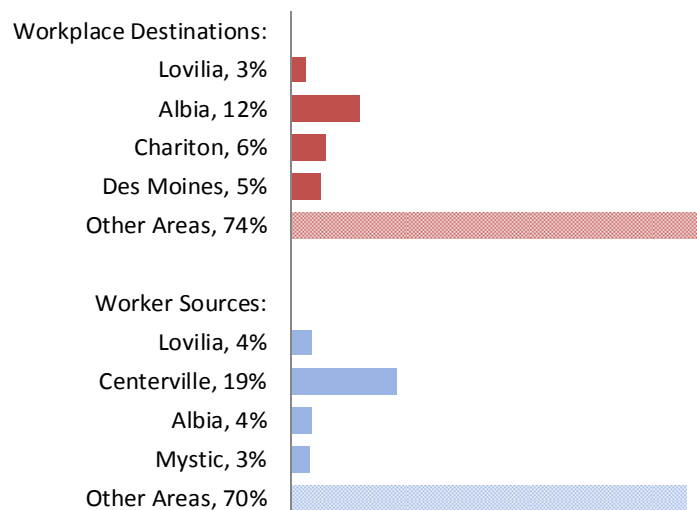 Workplace Destinations:
Lovilia, 3%
Albia, 12%
Chariton, 6%
Des Moines, 5%
Other Areas, 74%
Worker Sources:
Lovilia, 4%
Centerville, 19%
Albia, 4%
Mystic, 3%
Other Areas, 70%